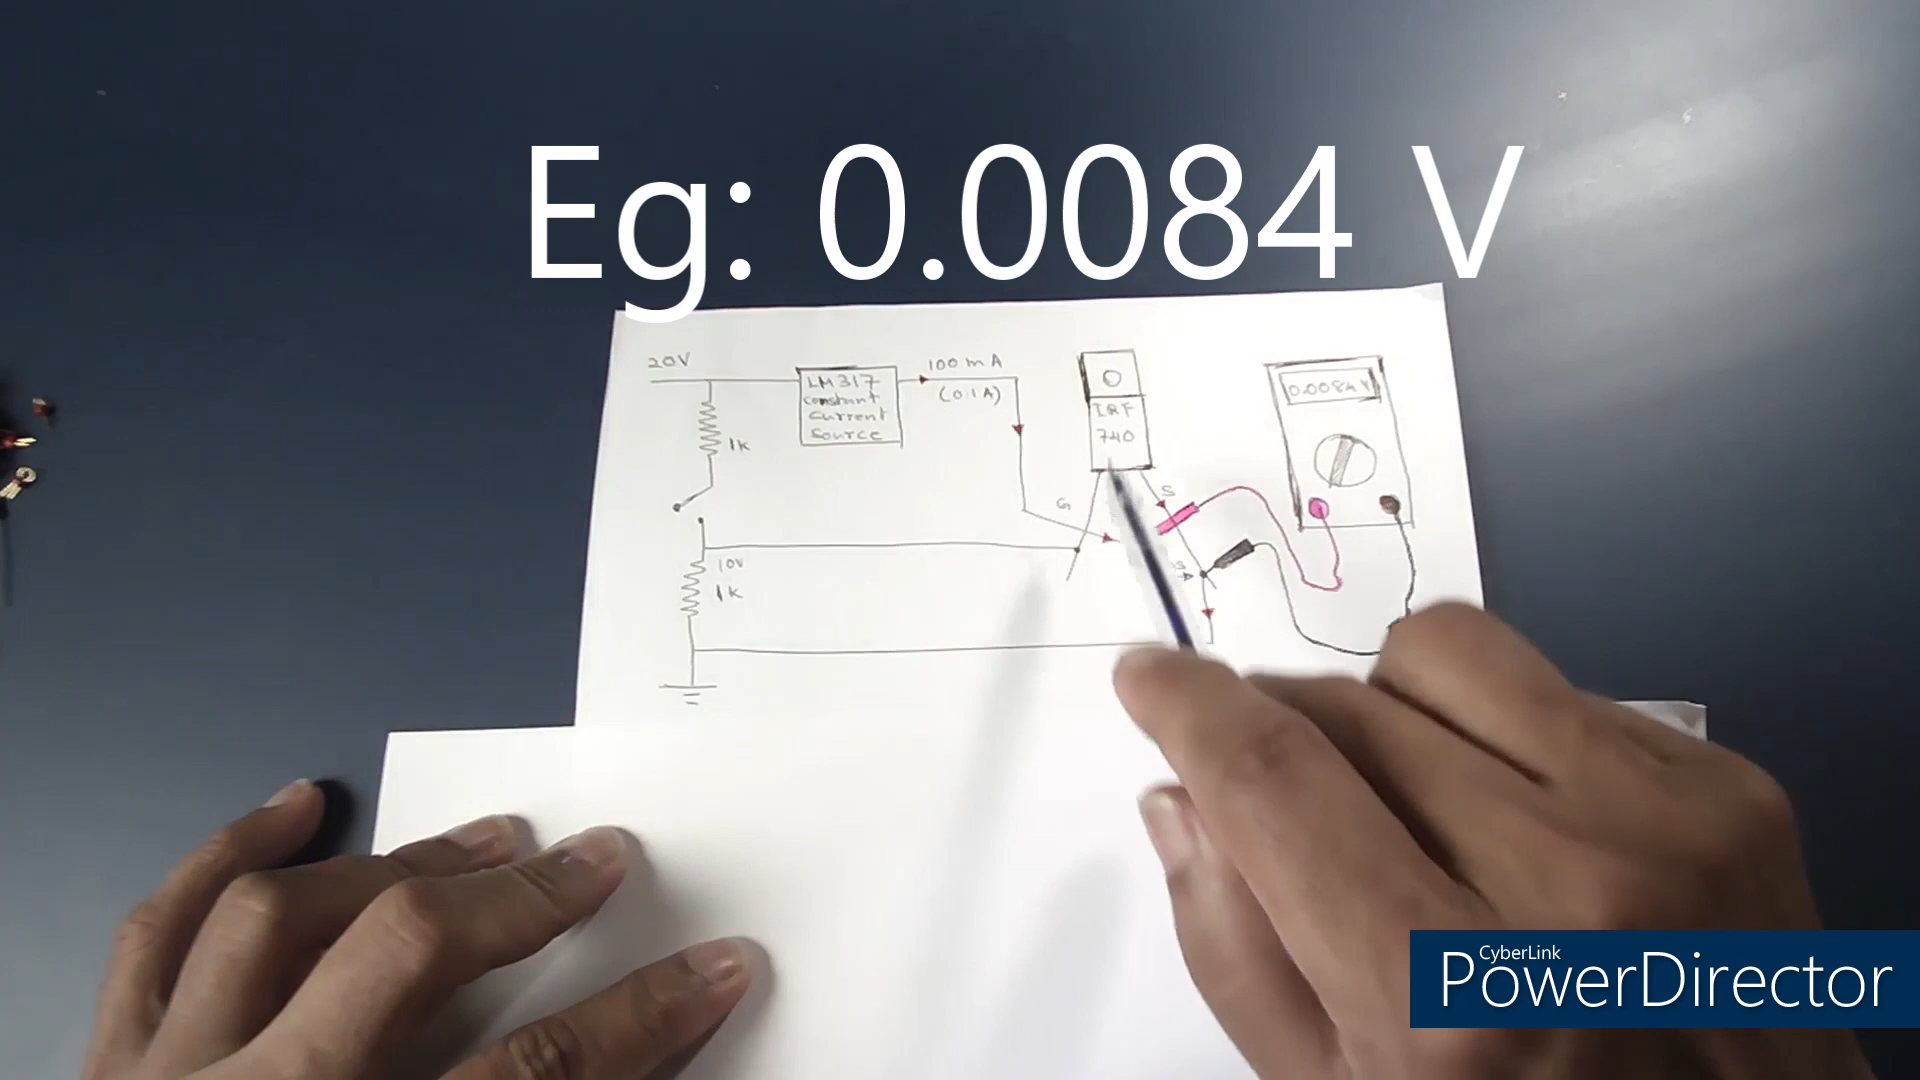 Eg: 0.0084 V
20V
LM317
constant
current
source
100 mA
(0.1A)
1K
10V
1K
IRF
740
G
S
0.0084 V
CyberLink
PowerDirector